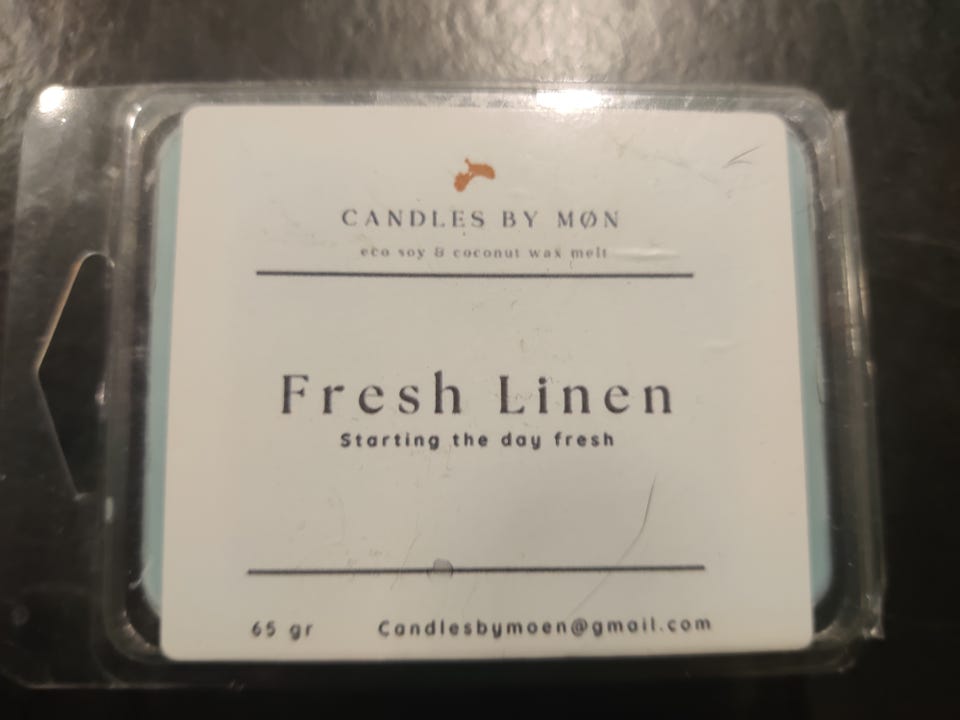 CANDLES BY MØN
eco soy & coconut wax melt
Fresh Linen
Starting the day fresh
65 gr Candlesbymoen@gmail.com